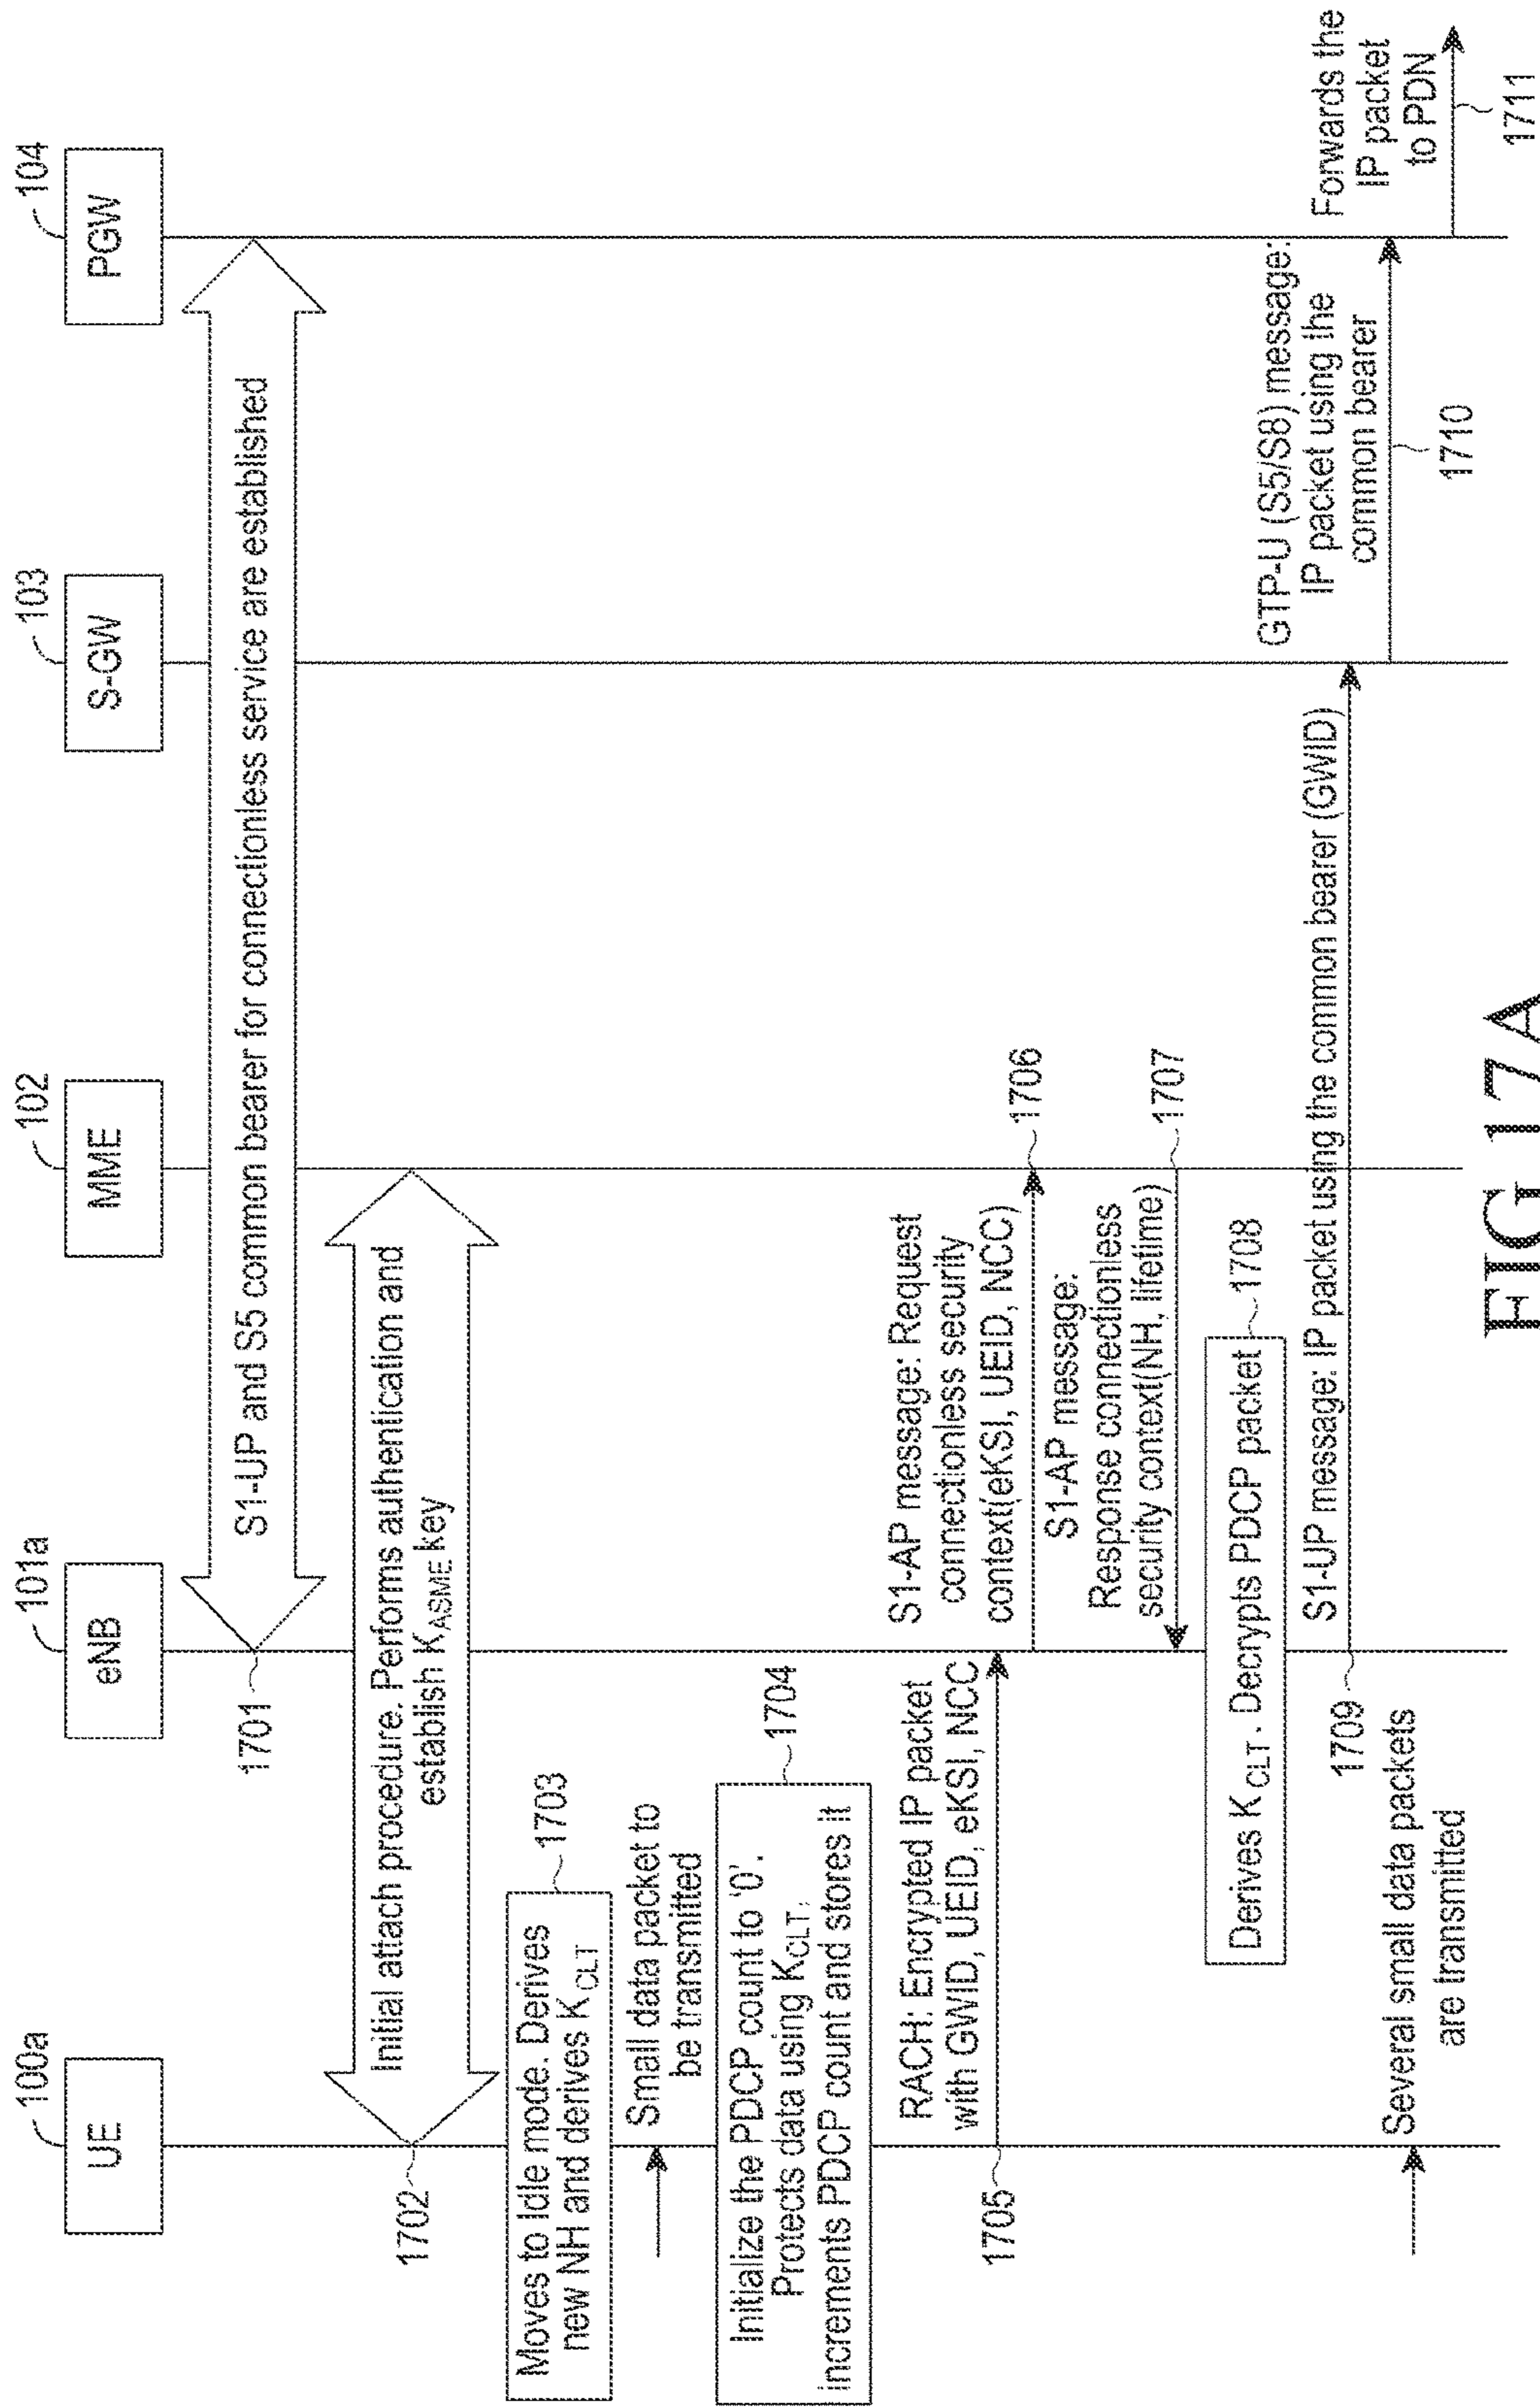 100a
UE
101a
eNB
102
MME
103
S-GW
104
PGW
1701
S1-UP and S5 common bearer for connectionless service are established
1702
Initial attach procedure. Performs authentication and
establish KASME key
Moves to Idle mode. Derives
new NH and derives KCLT
1703
Small data packet to
be transmitted
Initialize the PDCP count to '0'.
Protects data using KCLT,
increments PDCP count and stores it
1704
RACH: Encrypted IP packet
with GWID, UEID, eKSI, NCC
1705
S1-AP message: Request
connectionless security
context(eKSI, UEID, NCC)
1706
S1-AP message:
Response connectionless
security context(NH, lifetime)
1707
Derives KCLT. Decrypts PDCP packet
1708
S1-UP message: IP packet using the common bearer (GWID)
1709
GTP-U (S5/S8) message:
IP packet using the
common bearer
1710
Forwards the
IP packet
to PDN
1711
Several small data packets
are transmitted
FIG.17A